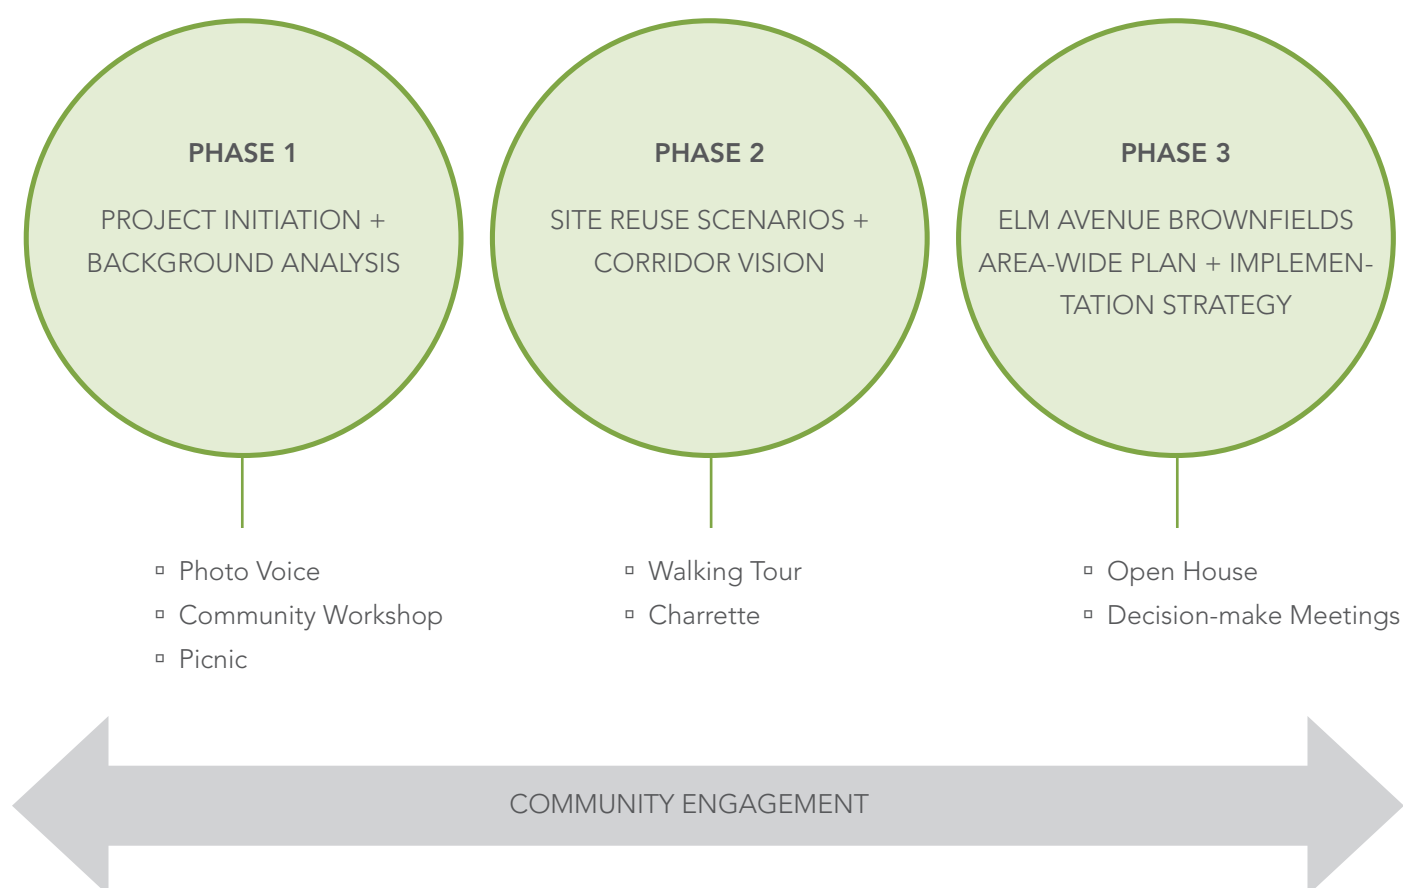 PHASE 1
PROJECT INITIATION +
BACKGROUND ANALYSIS
▫ Photo Voice
▫ Community Workshop
▫ Picnic
PHASE 2
SITE REUSE SCENARIOS +
CORRIDOR VISION
▫ Walking Tour
▫ Charrette
PHASE 3
ELM AVENUE BROWNFIELDS
AREA-WIDE PLAN + IMPLEMEN-
TATION STRATEGY
▫ Open House
▫ Decision-make Meetings
COMMUNITY ENGAGEMENT